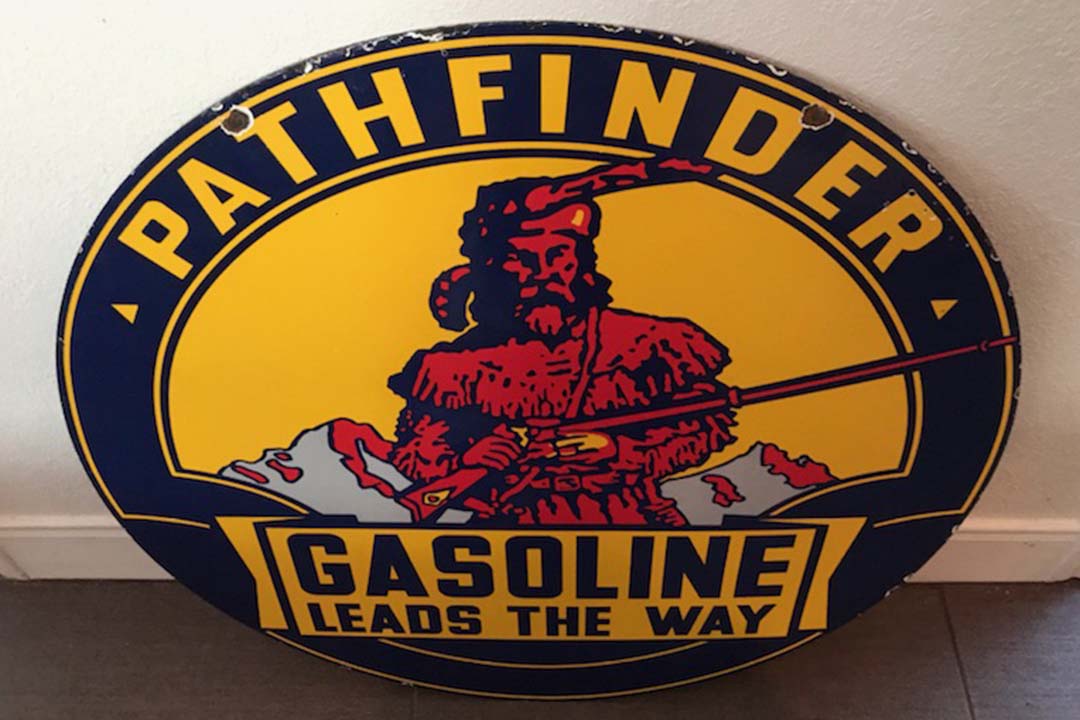 PATHFINDER
GASOLINE
LEADS THE WAY